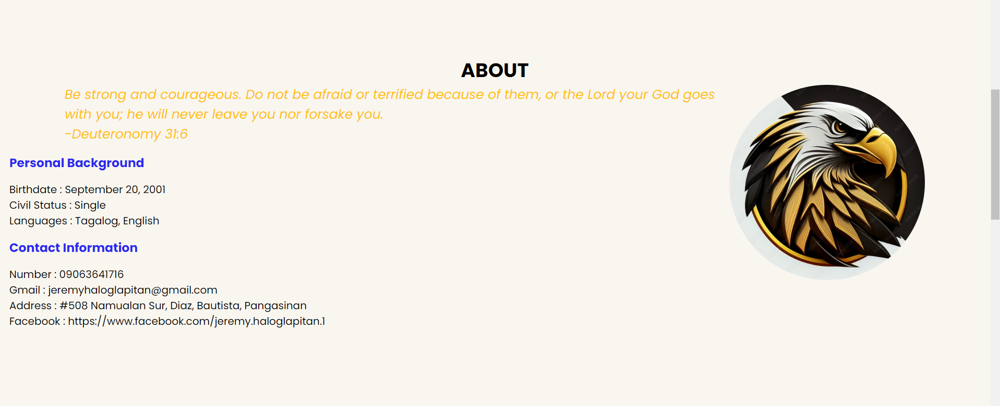 ABOUT
Be strong and courageous. Do not be afraid or terrified because of them, or the Lord your God goes
with you; he will never leave you nor forsake you.
-Deuteronomy 31:6
Personal Background
Birthdate : September 20, 2001
Civil Status : Single
Languages : Tagalog, English
Contact Information
Number : 09063641716
Gmail : jeremyhaloglapitan@gmail.com
Address : #508 Namualan Sur, Diaz, Bautista, Pangasinan
Facebook : https://www.facebook.com/jeremy.haloglapitan.1